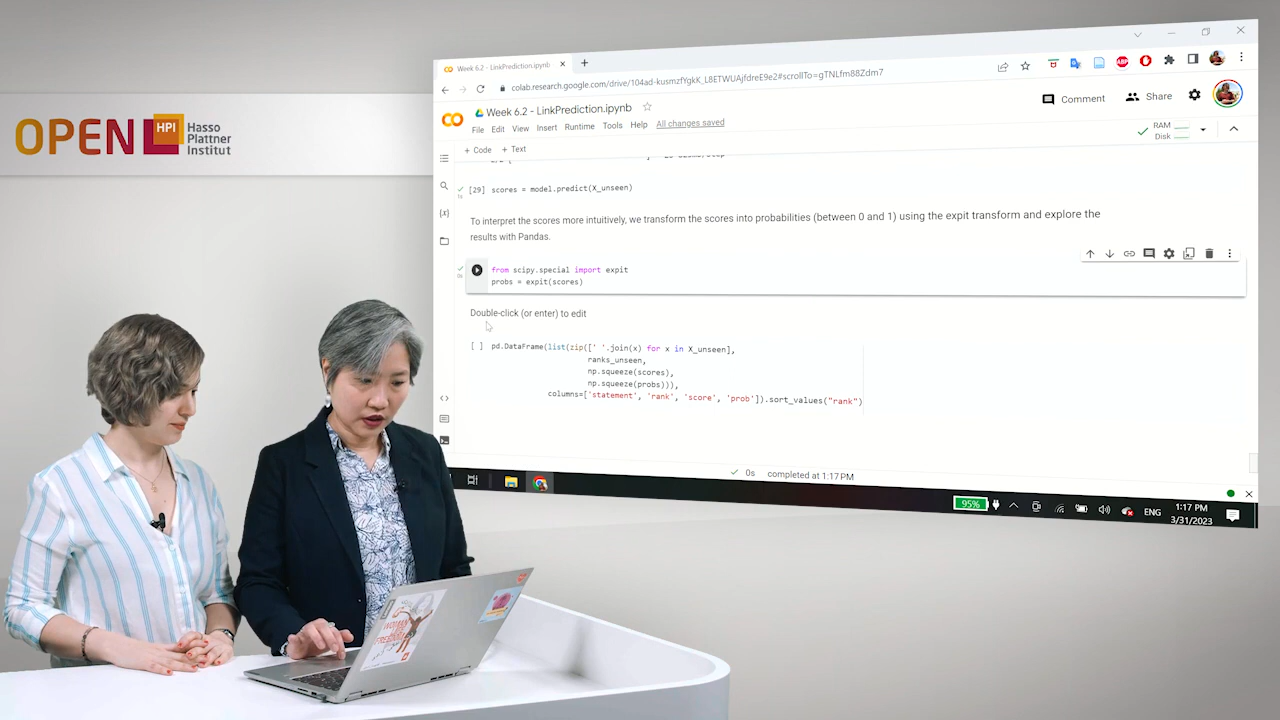 OPEN HPI Hasso
Plattner
Institut
Week 6.2 - LinkPrediction.ipynb
colab.research.google.com/drive/104ad-kusmzfYgkK_L8ETWUAjfdreE9e2#scrollTo=gTNLfm88Zdm7
ABP
Week 6.2 - LinkPrediction.ipynb
Comment Share
File Edit View Insert Runtime Tools Help All changes saved
RAM
Disk
+ Code + Text
[29] scores = model.predict(X_unseen)
1s
To interpret the scores more intuitively, we transform the scores into probabilities (between 0 and 1) using the expit transform and explore the
results with Pandas.
from scipy.special import expit
0s
probs = expit(scores)
Double-click (or enter) to edit
[ ] pd.DataFrame(list(zip([' '.join(x) for x in X_unseen],
ranks_unseen,
np.squeeze(scores),
np.squeeze(probs))),
columns=['statement', 'rank', 'score', 'prob']).sort_values("rank")
0s completed at 1:17 PM
95% ENG 1:17 PM
3/31/2023